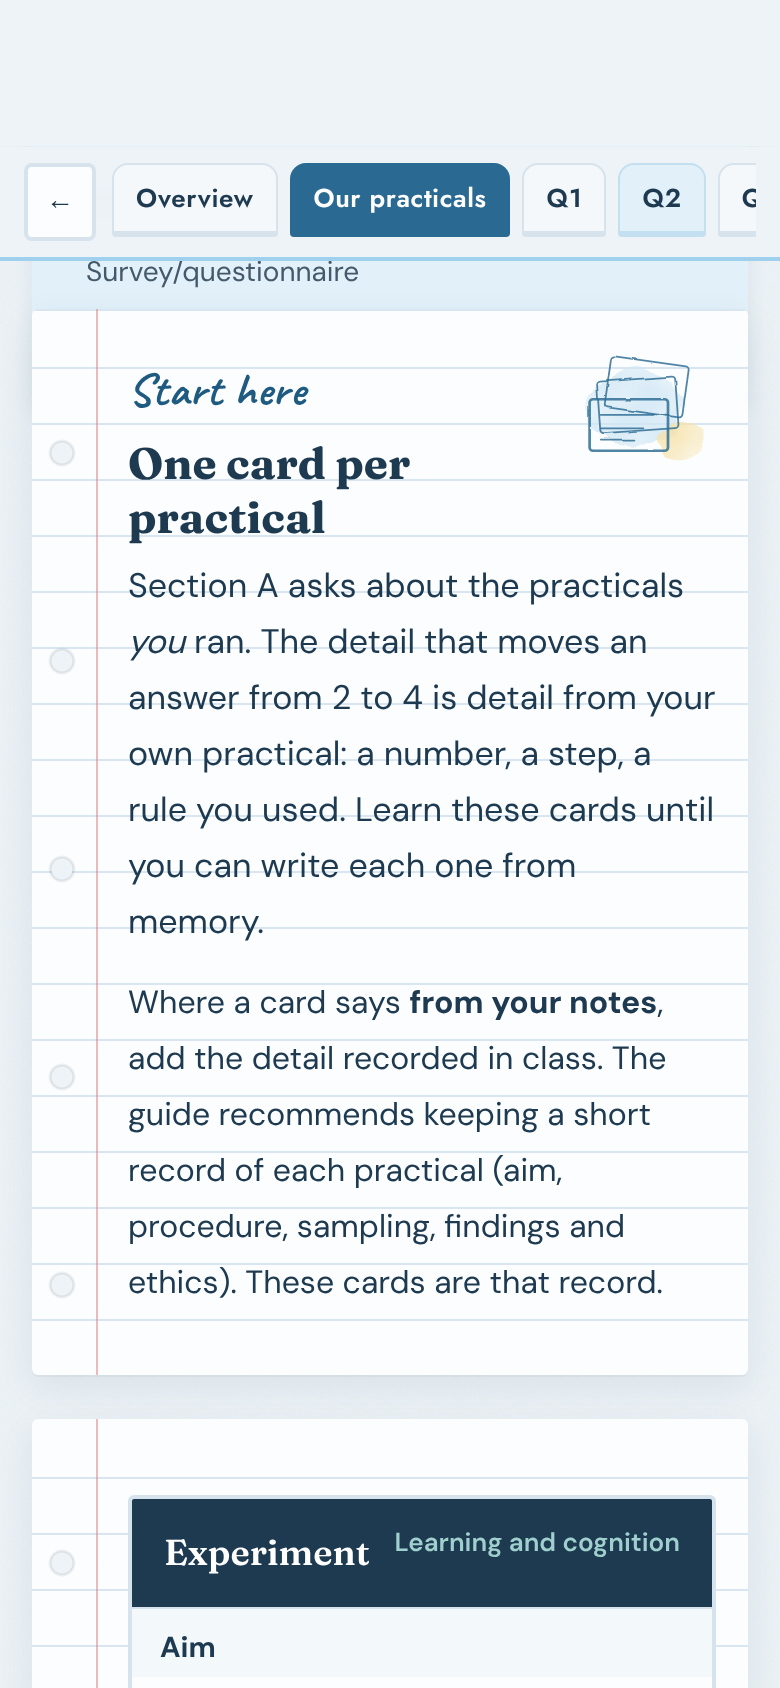 ←
Overview
Our practicals
Q1
Q2
Survey/questionnaire
Start here
One card per
practical
Section A asks about the practicals
you ran. The detail that moves an
answer from 2 to 4 is detail from your
own practical: a number, a step, a
rule you used. Learn these cards until
you can write each one from
memory.
Where a card says from your notes,
add the detail recorded in class. The
guide recommends keeping a short
record of each practical (aim,
procedure, sampling, findings and
ethics). These cards are that record.
Experiment
Learning and cognition
Aim